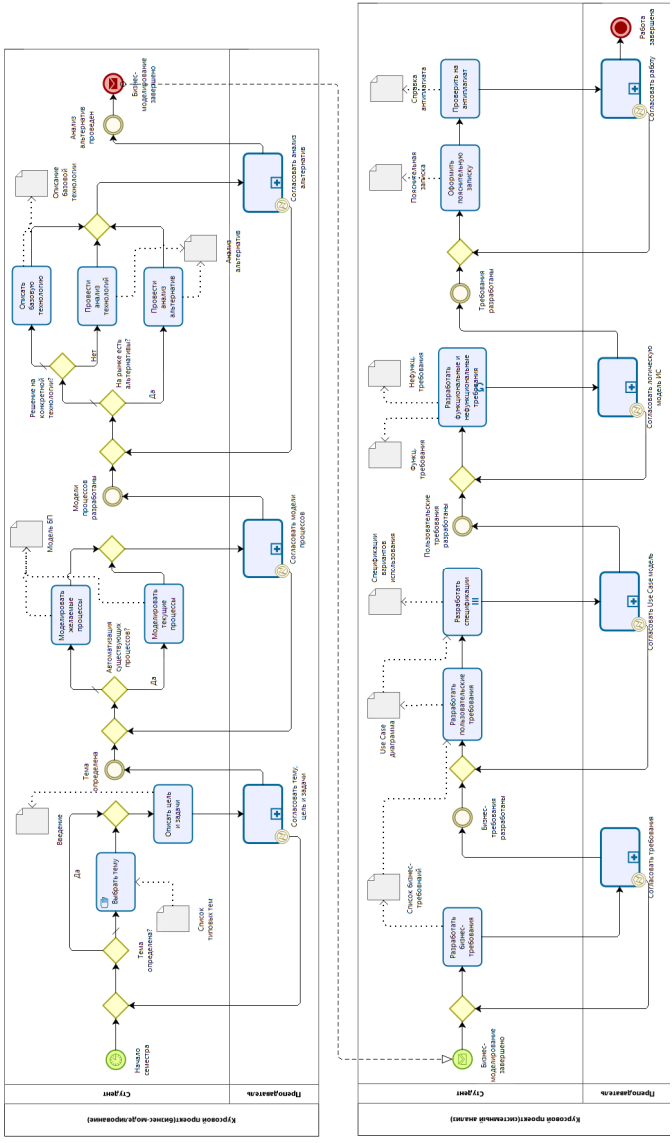 Курсовой проект(бизнес-моделирование)
Студент
Преподаватель
Начало
семестра
Тема
определена?
Да
Выбрать тему
Список
типовых тем
Введение
Описать цель
и задачи
Согласовать тему,
цель и задачи
Тема
определена
Автоматизация
существующих
процессов?
Да
Моделировать
желаемые
процессы
Моделировать
текущие
процессы
Модель БП
Согласовать модели
процессов
Модели
процессов
разработаны
На рынке есть
альтернативы?
Да
Решение на
конкретной
технологии?
Нет
Описать
базовую
технологию
Провести
анализ
технологий
Провести
анализ
альтернатив
Описание
базовой
технологии
Анализ
альтернатив
Согласовать анализ
альтернатив
Анализ
альтернатив
проведен
Бизнес-
моделирование
завершено
Курсовой проект(системный анализ)
Студент
Преподаватель
Бизнес-
моделирование
завершено
Разработать
бизнес-
требования
Список бизнес-
требований
Согласовать требования
Бизнес-
требования
разработаны
Разработать
пользовательские
требования
Use Case
диаграмма
Разработать
спецификации
Спецификации
вариантов
использования
Согласовать Use Case модель
Пользовательские
требования
разработаны
Разработать
функциональные и
нефункциональные
требования
Функц.
требования
Нефункц.
требования
Согласовать логическую
модель ИС
Требования
разработаны
Оформить
пояснительную
записку
Пояснительная
записка
Проверить на
антиплагиат
Справка
антиплагиата
Согласовать работу
Работа
завершена